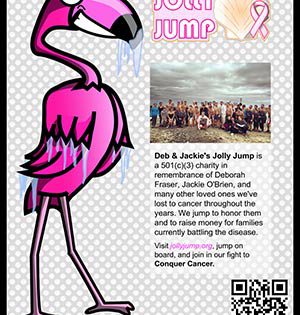 JOLLY
JUMP
Deb & Jackie's Jolly Jump is
a 501(c)(3) charity in
remembrance of Deborah
Fraser, Jackie O'Brien, and
many other loved ones we've
lost to cancer throughout the
years. We jump to honor them
and to raise money for families
currently battling the disease.
Visit jollyjump.org, jump on
board, and join in our fight to
Conquer Cancer.